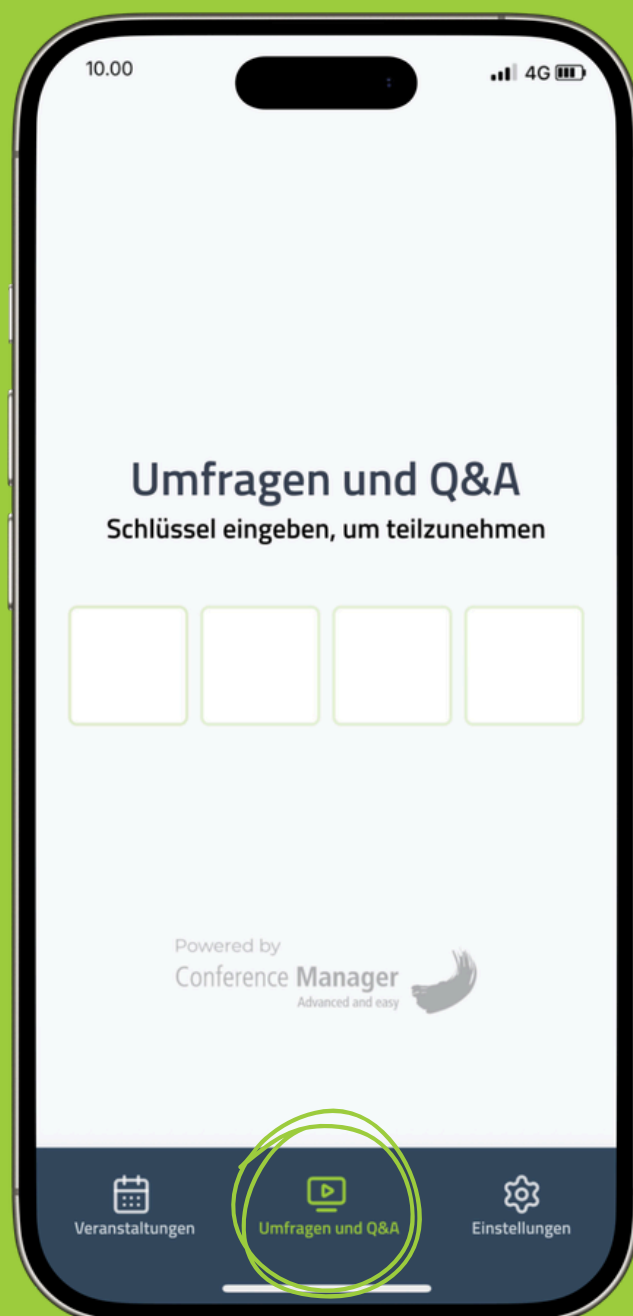 10.00
4G
Umfragen und Q&A
Schlüssel eingeben, um teilzunehmen
Powered by
Conference Manager
Advanced and easy
Veranstaltungen
Umfragen und Q&A
Einstellungen